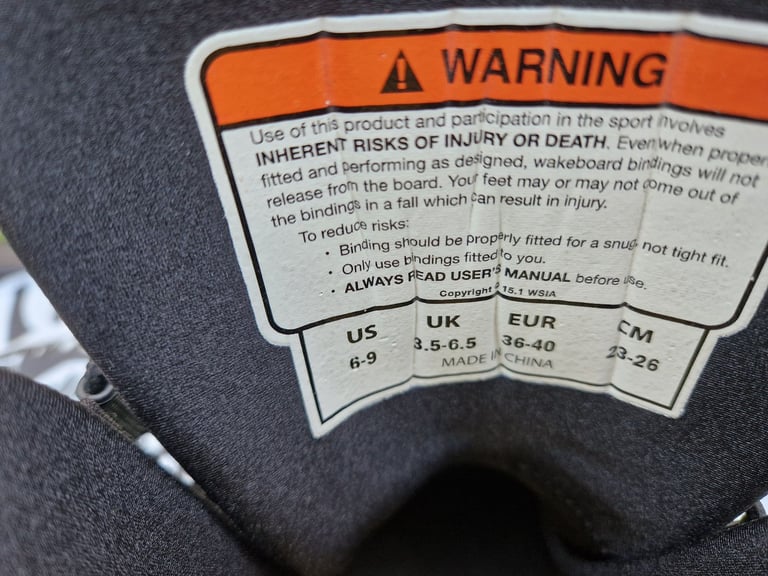 WARNING
Use of this product and participation in the sport involves
INHERENT RISKS OF INJURY OR DEATH. Even when proper
fitted and performing as designed, wakeboard bindings will not
release from the board. Your feet may or may not come out of
the bindings in a fall which can result in injury.
To reduce risks:
· Binding should be properly fitted for a snug, not tight fit.
· Only use bindings fitted to you.
· ALWAYS READ USER'S MANUAL before use.
Copyright 15.1 WSIA
US UK EUR CM
6-9 3.5-6.5 36-40 23-26
MADE IN CHINA